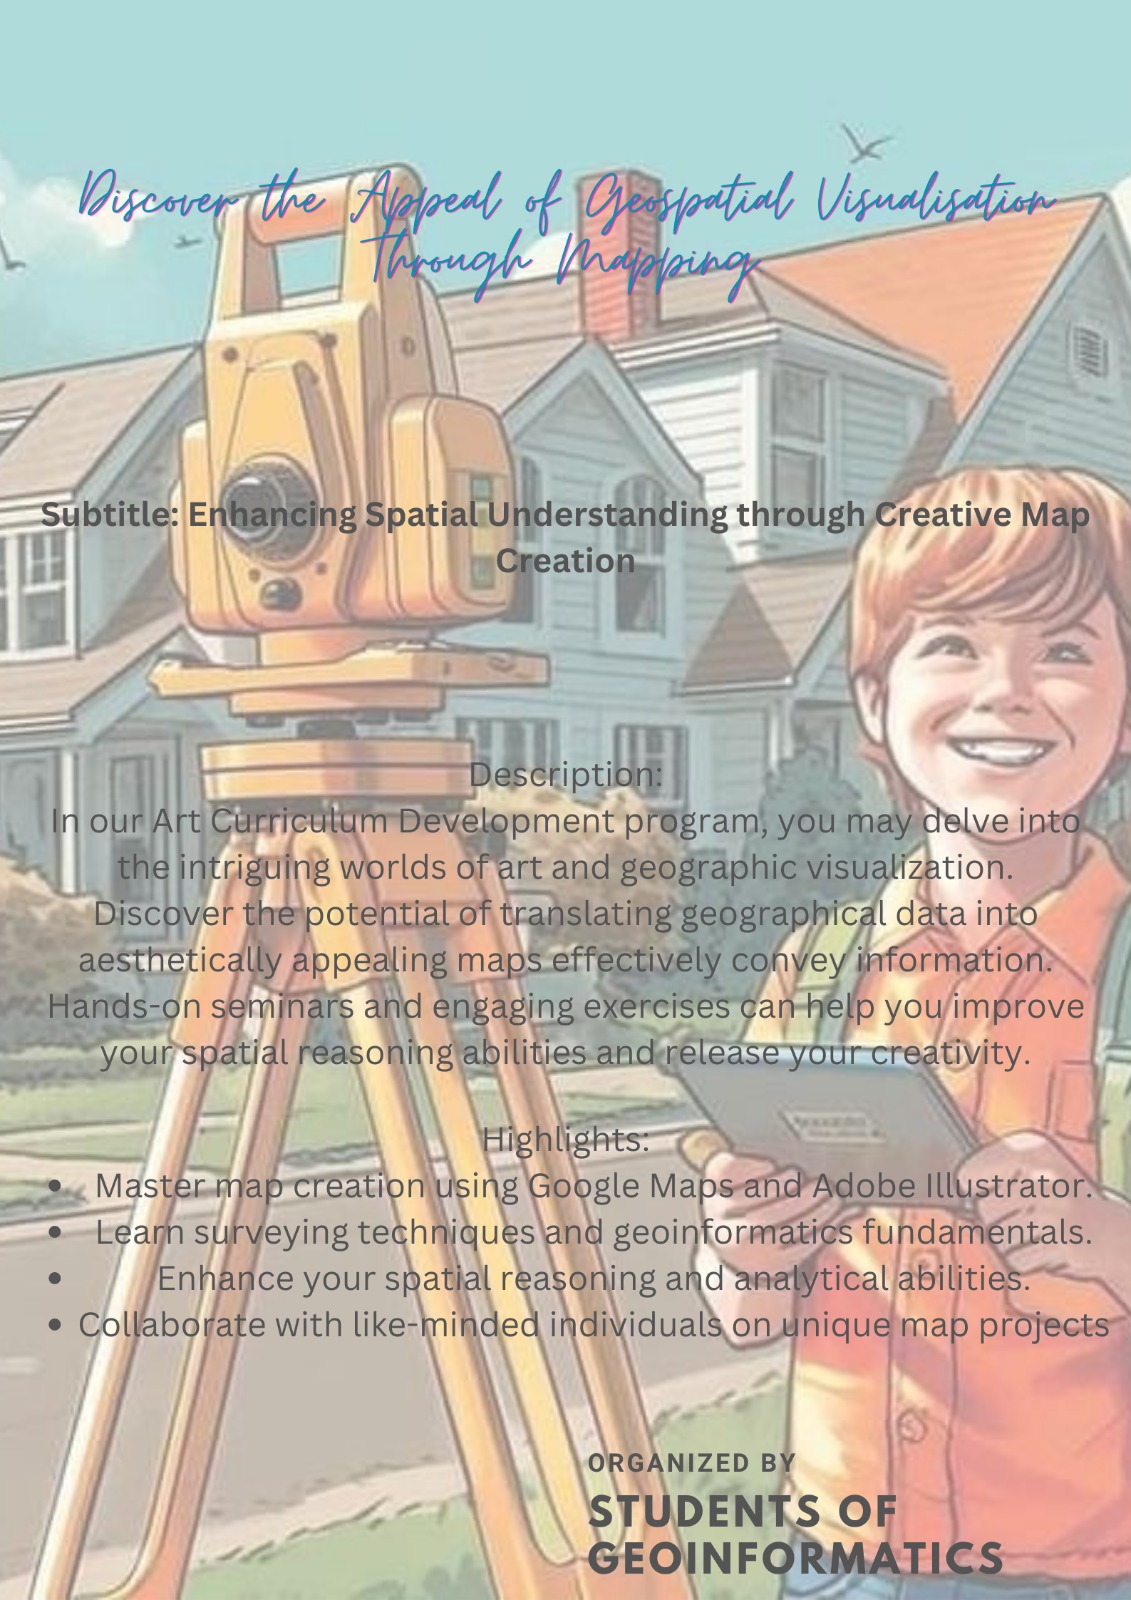 Discover the Appeal of Geospatial Visualisation
Through Mapping
Subtitle: Enhancing Spatial Understanding through Creative Map
Creation
Description:
In our Art Curriculum Development program, you may delve into
the intriguing worlds of art and geographic visualization.
Discover the potential of translating geographical data into
aesthetically appealing maps effectively convey information.
Hands-on seminars and engaging exercises can help you improve
your spatial reasoning abilities and release your creativity.
Highlights:
• Master map creation using Google Maps and Adobe Illustrator.
• Learn surveying techniques and geoinformatics fundamentals.
• Enhance your spatial reasoning and analytical abilities.
• Collaborate with like-minded individuals on unique map projects
ORGANIZED BY
STUDENTS OF
GEOINFORMATICS